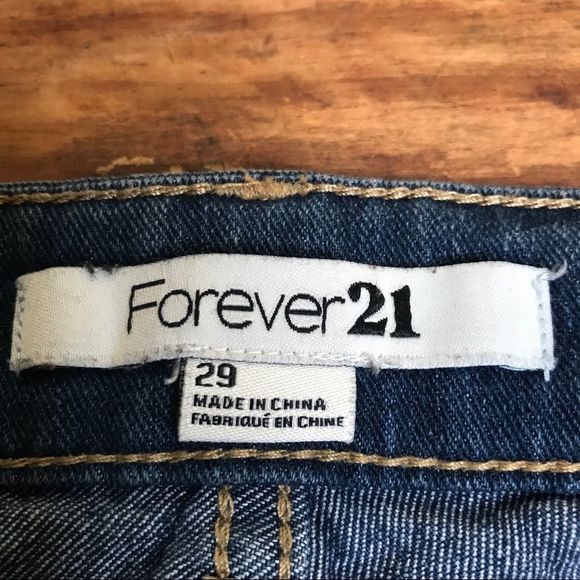 Forever21
29
MADE IN CHINA
FABRIQUÉ EN CHINE